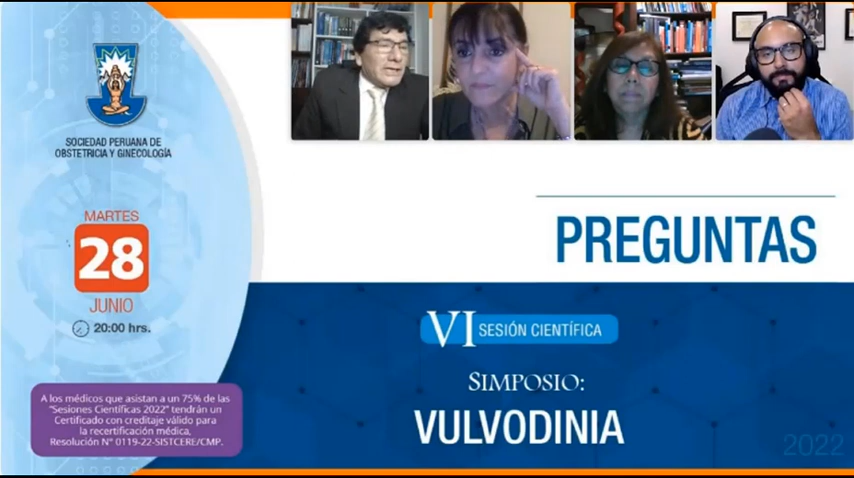 SOCIEDAD PERUANA DE
OBSTETRICIA Y GINECOLOGÍA
MARTES
28
JUNIO
20:00 hrs.
A los médicos que asistan a un 75% de las
"Sesiones Científicas 2022" tendrán un
Certificado con creditaje válido para
la recertificación médica,
Resolución N° 0119-22-SISTCERE/CMP.
PREGUNTAS
VI SESIÓN CIENTÍFICA
SIMPOSIO:
VULVODINIA
2022